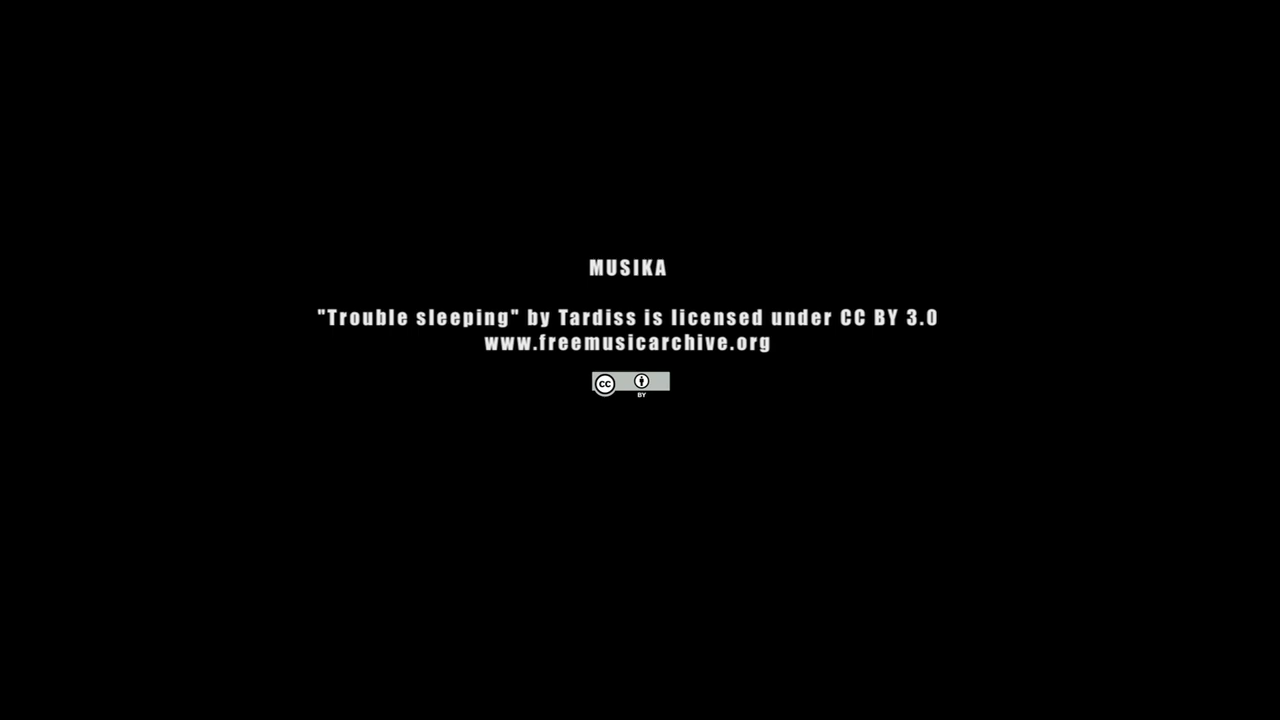 MUSIKA
"Trouble sleeping" by Tardiss is licensed under CC BY 3.0
www.freemusicarchive.org
CC
BY